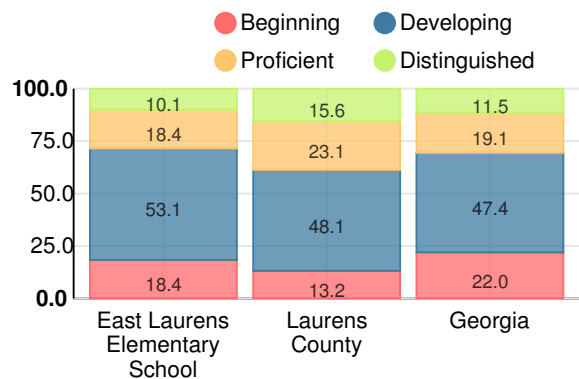 Beginning
Developing
Proficient
Distinguished
100.0
75.0
50.0
25.0
0.0
10.1
18.4
53.1
18.4
15.6
23.1
48.1
13.2
11.5
19.1
47.4
22.0
East Laurens
Elementary
School
Laurens
County
Georgia